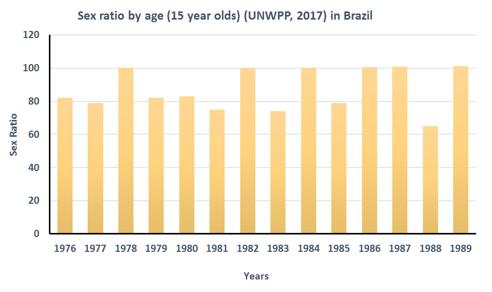 Sex ratio by age (15 year olds) (UNWPP, 2017) in Brazil
120
100
80
60
40
20
0
Sex Ratio
1976 1977 1978 1979 1980 1981 1982 1983 1984 1985 1986 1987 1988 1989
Years